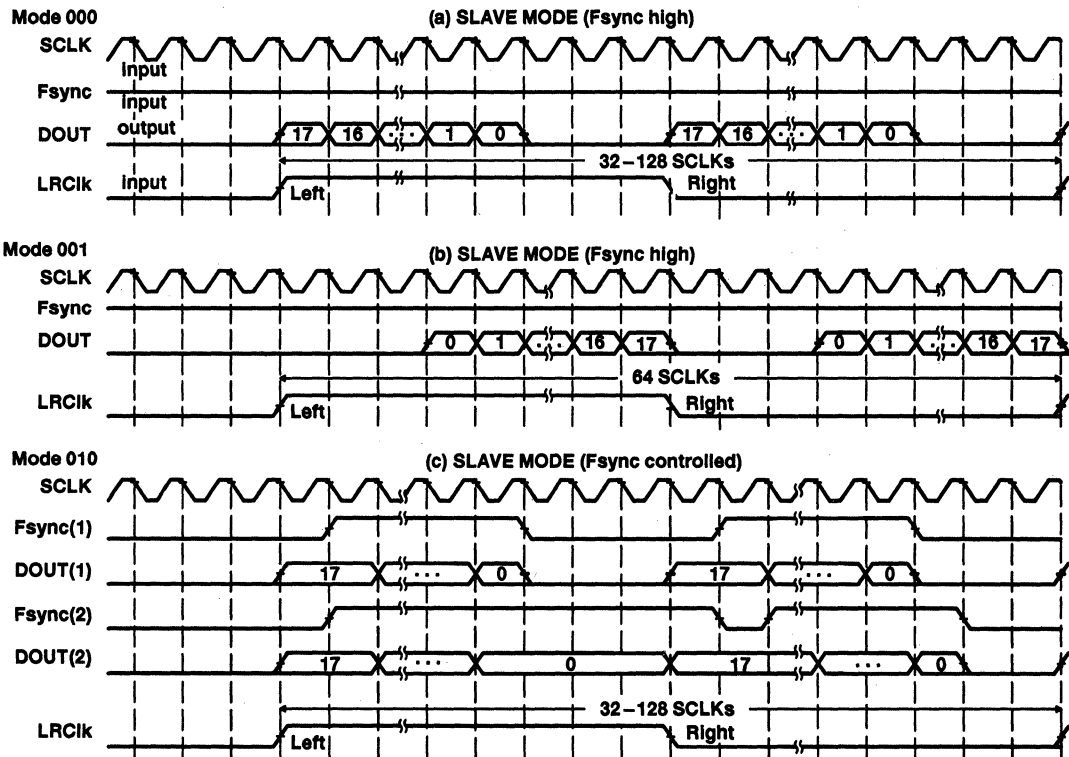 Mode 000
(a) SLAVE MODE (Fsync high)
SCLK
input
Fsync
input
output
DOUT
17 16 · · · 1 0 17 16 · · · 1 0
32–128 SCLKs
LRClk
input
Left
Right
Mode 001
(b) SLAVE MODE (Fsync high)
SCLK
Fsync
DOUT
0 1 · · · 16 17 0 1 · · · 16 17
64 SCLKs
LRClk
Left
Right
Mode 010
(c) SLAVE MODE (Fsync controlled)
SCLK
Fsync(1)
DOUT(1)
17 · · · 0 17 · · · 0
Fsync(2)
DOUT(2)
17 · · · 0 17 · · · 0
32–128 SCLKs
LRClk
Left
Right